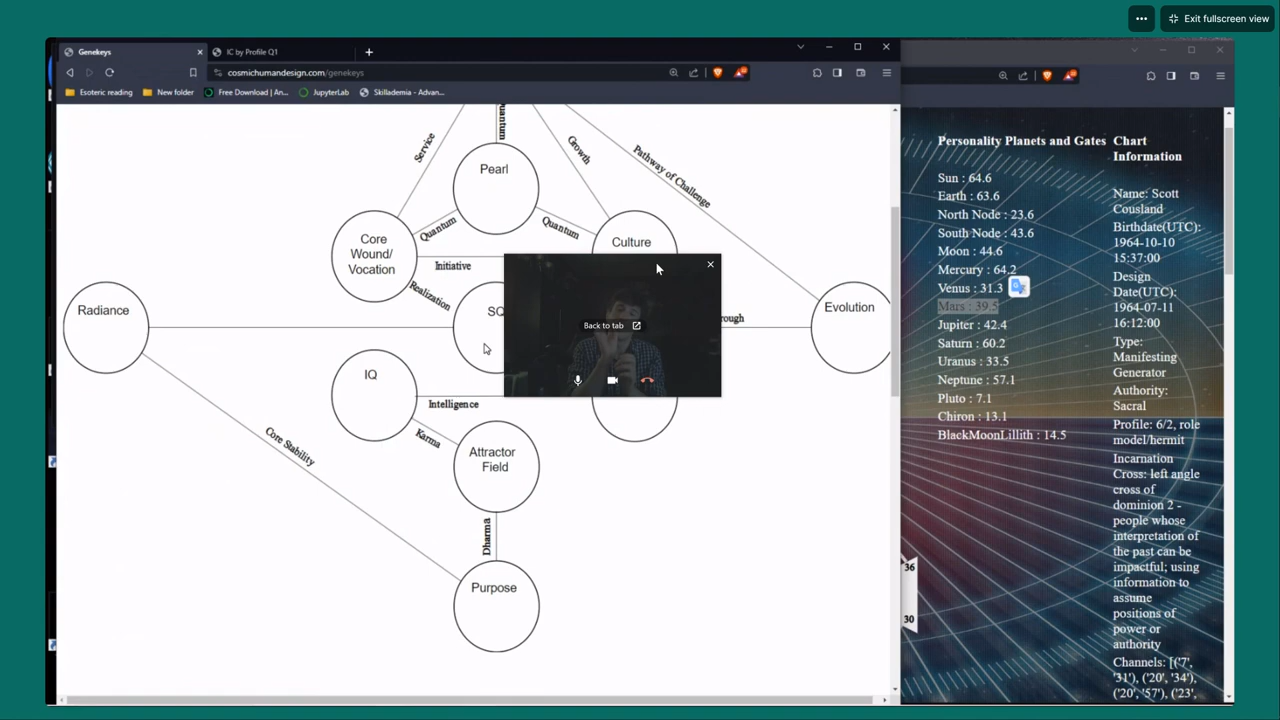 Exit fullscreen view
Genekeys
IC by Profile Q1
cosmichumandesign.com/genekeys
Esoteric reading
New folder
Free Download | An...
JupyterLab
Skillademia - Advan...
Service
Quantum
Growth
Pathway of Challenge
Pearl
Quantum
Quantum
Core
Wound/
Vocation
Initiative
Culture
Realization
Radiance
SQ
Back to tab
Evolution
IQ
Intelligence
Karma
Core Stability
Attractor
Field
Dharma
Purpose
Personality Planets and Gates
Sun : 64.6
Earth : 63.6
North Node : 23.6
South Node : 43.6
Moon : 44.6
Mercury : 64.2
Venus : 31.3
Mars : 39.5
Jupiter : 42.4
Saturn : 60.2
Uranus : 33.5
Neptune : 57.1
Pluto : 7.1
Chiron : 13.1
BlackMoonLillith : 14.5
Chart
Information
Name: Scott
Cousland
Birthdate(UTC):
1964-10-10
15:37:00
Design
Date(UTC):
1964-07-11
16:12:00
Type:
Manifesting
Generator
Authority:
Sacral
Profile: 6/2, role
model/hermit
Incarnation
Cross: left angle
cross of
dominion 2 -
people whose
interpretation of
the past can be
impactful; using
information to
assume
positions of
power or
authority
Channels: [('7',
'31'), ('20', '34'),
('20', '57'), ('23',
36
30